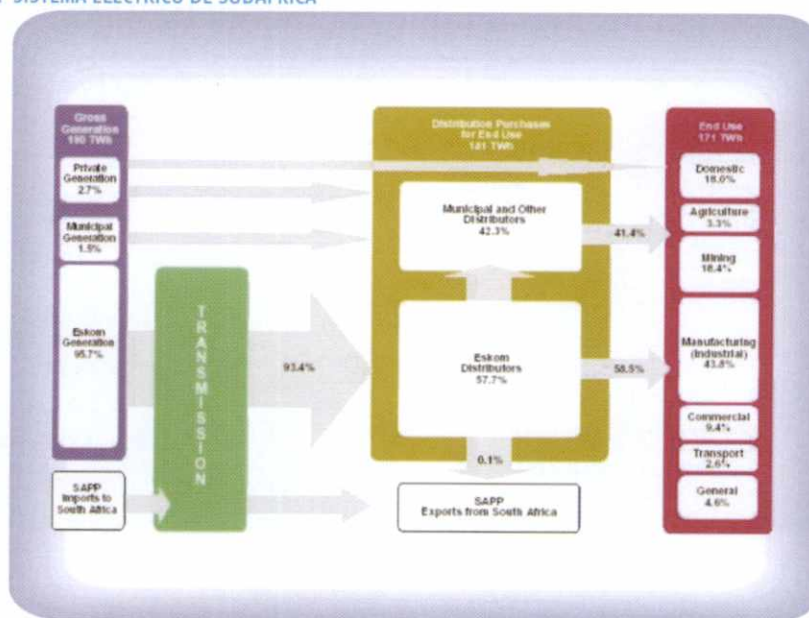 SISTEMA ELÉCTRICO DE SUDÁFRICA
Gross
Generation
TWh
Private
Generation
2.7%
Municipal
Generation
1.5%
Eskom
Generation
95.7%
SAPP
Imports to
South Africa
TRANSMISSION
93.4%
Distribution Purchases
for End Use
181 TWh
Municipal and Other
Distributors
42.3%
Eskom
Distributors
57.7%
0.1%
SAPP
Exports from South Africa
41.4%
58.5%
End Use
171 TWh
Domestic
18.0%
Agriculture
3.3%
Mining
18.4%
Manufacturing
(Industrial)
43.8%
Commercial
9.4%
Transport
2.6%
General
4.6%